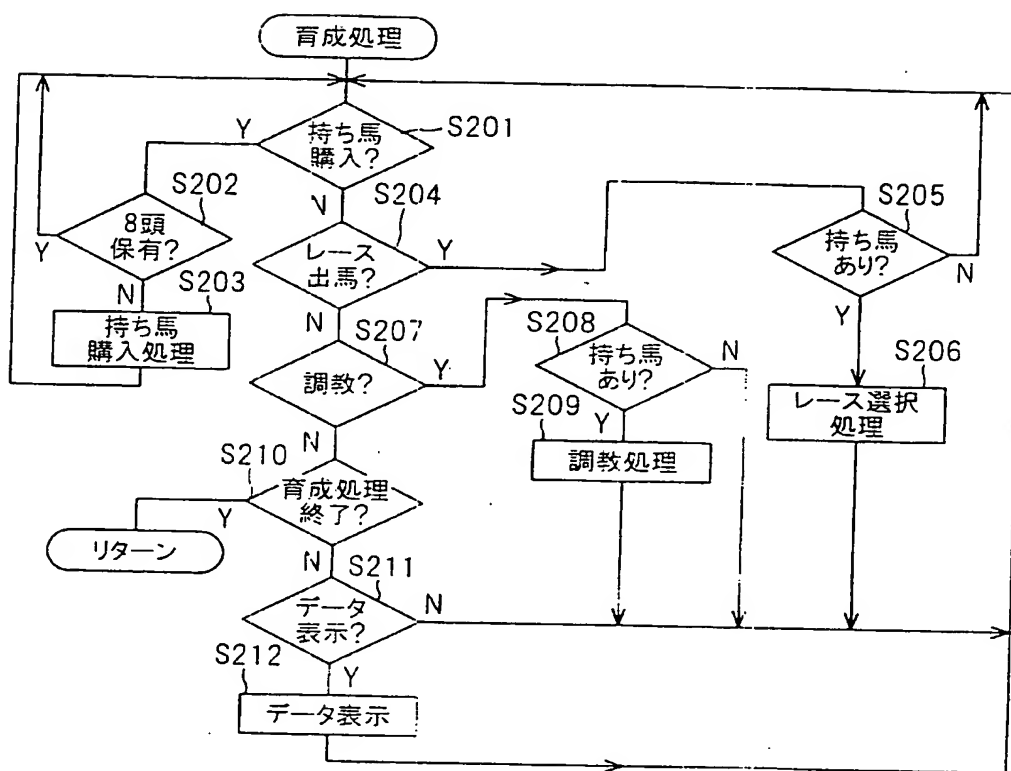 育成処理
S201
持ち馬
購入?
Y
N
S202
8頭
保有?
Y
N
S203
持ち馬
購入処理
S204
レース
出馬?
Y
N
S205
持ち馬
あり?
N
Y
S206
レース選択
処理
S207
調教?
Y
N
S208
持ち馬
あり?
N
Y
S209
調教処理
S210
育成処理
終了?
Y
N
リターン
S211
データ
表示?
N
Y
S212
データ表示